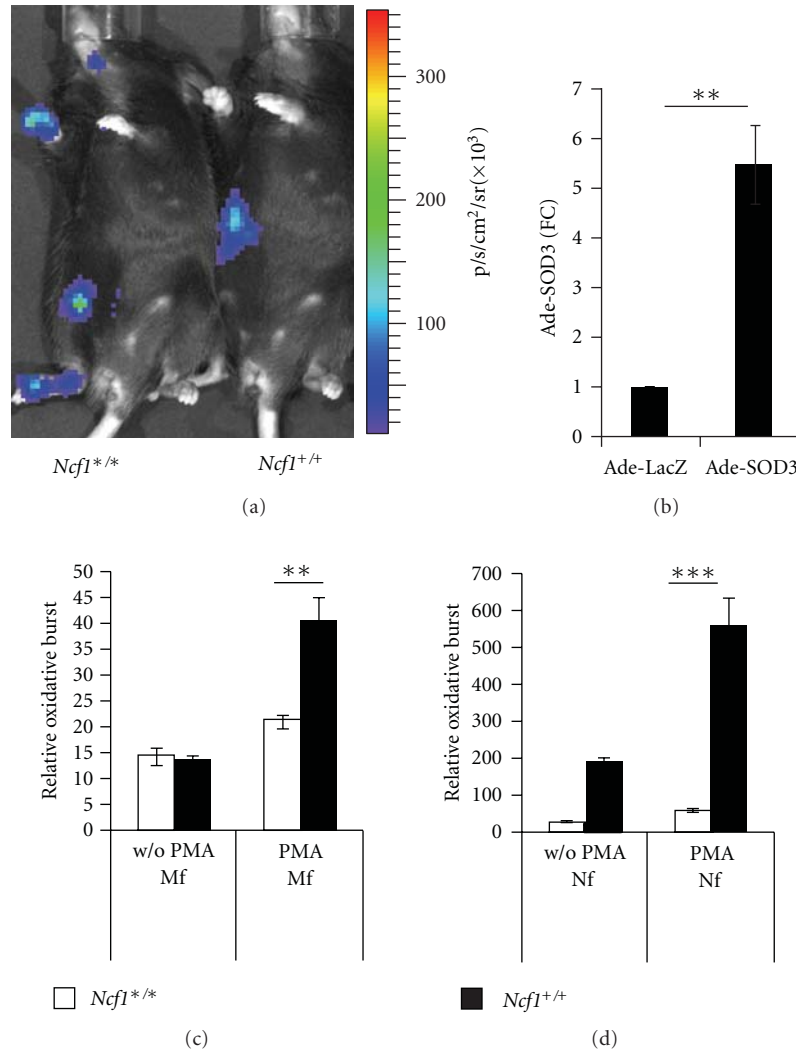 300
200
100
p/s/cm²/sr(×10³)
Ncf1*/*
Ncf1+/+
(a)
7
6
5
4
3
2
1
0
Ade-SOD3 (FC)
**
Ade-LacZ Ade-SOD3
(b)
50
45
40
35
30
25
20
15
10
5
0
Relative oxidative burst
**
w/o PMA
Mf
PMA
Mf
Ncf1*/*
(c)
700
600
500
400
300
200
100
0
Relative oxidative burst
***
w/o PMA
Nf
PMA
Nf
Ncf1+/+
(d)